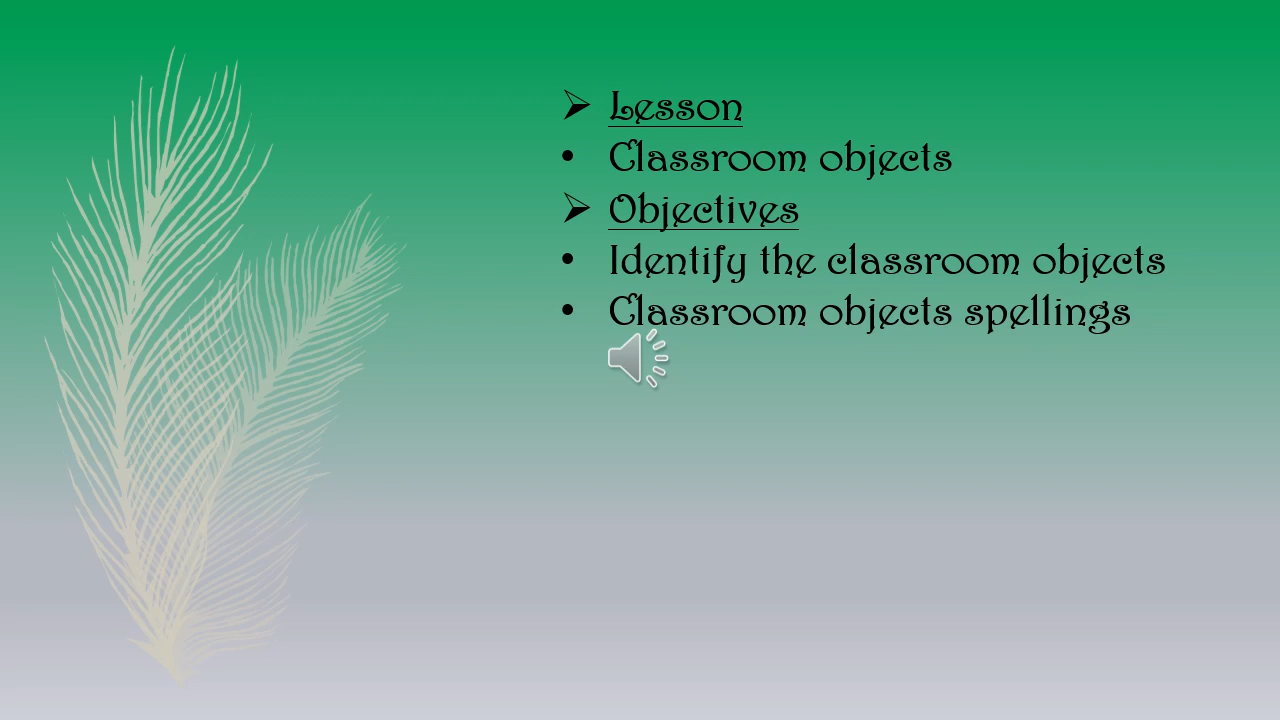 ➢ Lesson
• Classroom objects
➢ Objectives
• Identify the classroom objects
• Classroom objects spellings